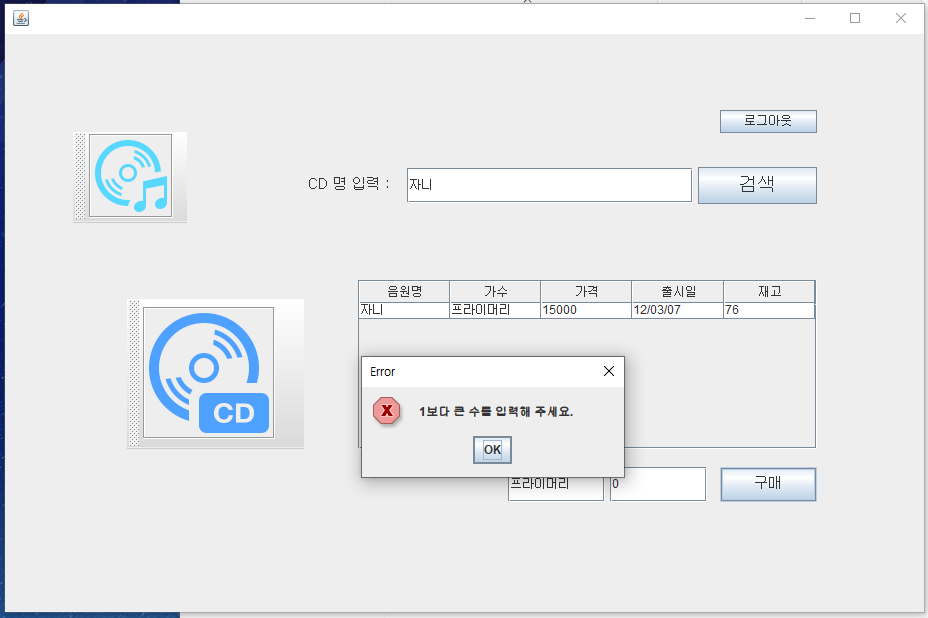 로그아웃
CD 명 입력 : 자니 검색
음원명 가수 가격 출시일 재고
자니 프라이머리 15000 12/03/07 76
CD
Error
1보다 큰 수를 입력해 주세요.
OK
프라이머리 0 구매